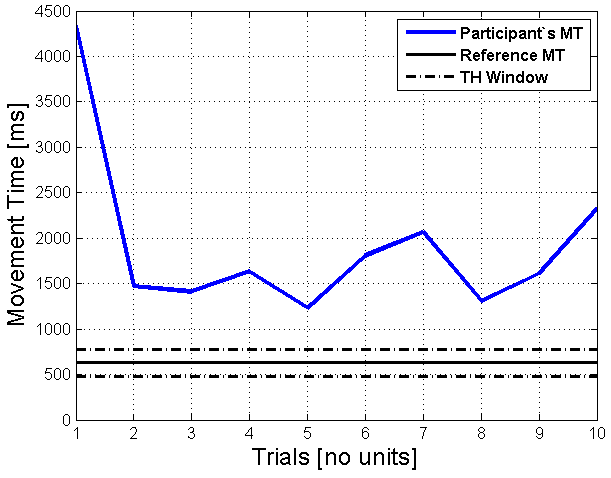 4500
4000
3500
3000
2500
2000
1500
1000
500
0
Movement Time [ms]
Participant`s MT
Reference MT
TH Window
1 2 3 4 5 6 7 8 9 10
Trials [no units]